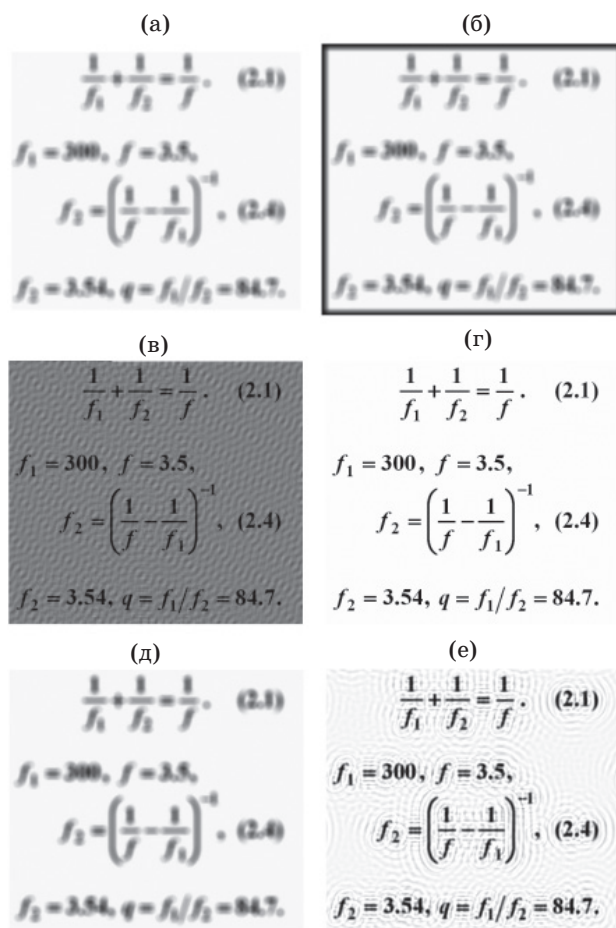 (а) (б)
1/f₁ + 1/f₂ = 1/f. (2.1)
f₁ = 300, f = 3.5,
f₂ = (1/f − 1/f₁)⁻¹, (2.4)
f₂ = 3.54, q = f₁/f₂ = 84.7.
1/f₁ + 1/f₂ = 1/f. (2.1)
f₁ = 300, f = 3.5,
f₂ = (1/f − 1/f₁)⁻¹, (2.4)
f₂ = 3.54, q = f₁/f₂ = 84.7.
(в) (г)
1/f₁ + 1/f₂ = 1/f. (2.1)
f₁ = 300, f = 3.5,
f₂ = (1/f − 1/f₁)⁻¹, (2.4)
f₂ = 3.54, q = f₁/f₂ = 84.7.
1/f₁ + 1/f₂ = 1/f. (2.1)
f₁ = 300, f = 3.5,
f₂ = (1/f − 1/f₁)⁻¹, (2.4)
f₂ = 3.54, q = f₁/f₂ = 84.7.
(д) (е)
1/f₁ + 1/f₂ = 1/f. (2.1)
f₁ = 300, f = 3.5,
f₂ = (1/f − 1/f₁)⁻¹, (2.4)
f₂ = 3.54, q = f₁/f₂ = 84.7.
1/f₁ + 1/f₂ = 1/f. (2.1)
f₁ = 300, f = 3.5,
f₂ = (1/f − 1/f₁)⁻¹, (2.4)
f₂ = 3.54, q = f₁/f₂ = 84.7.